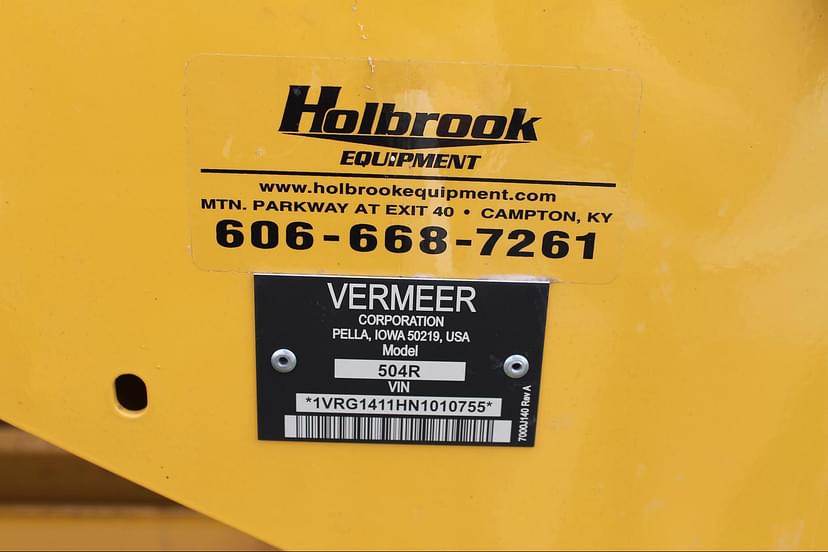 Holbrook
EQUIPMENT
www.holbrookequipment.com
MTN. PARKWAY AT EXIT 40 • CAMPTON, KY
606-668-7261
VERMEER
CORPORATION
PELLA, IOWA 50219, USA
Model
504R
VIN
*1VRG1411HN1010755*
7000J140 Rev A